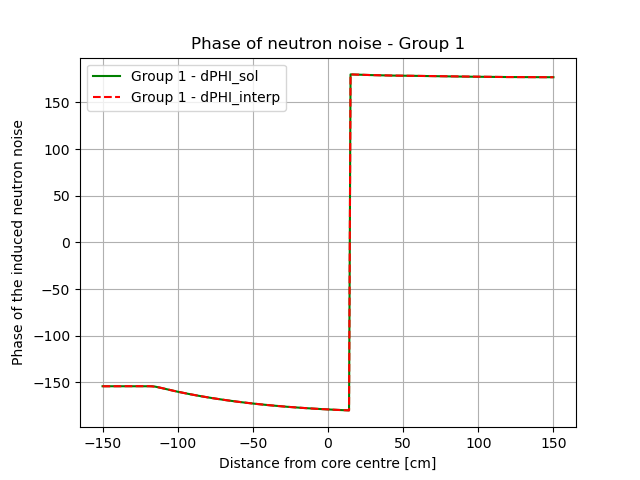 Phase of neutron noise - Group 1
Group 1 - dPHI_sol
Group 1 - dPHI_interp
Phase of the induced neutron noise
150
100
50
0
−50
−100
−150
−150
−100
−50
0
50
100
150
Distance from core centre [cm]